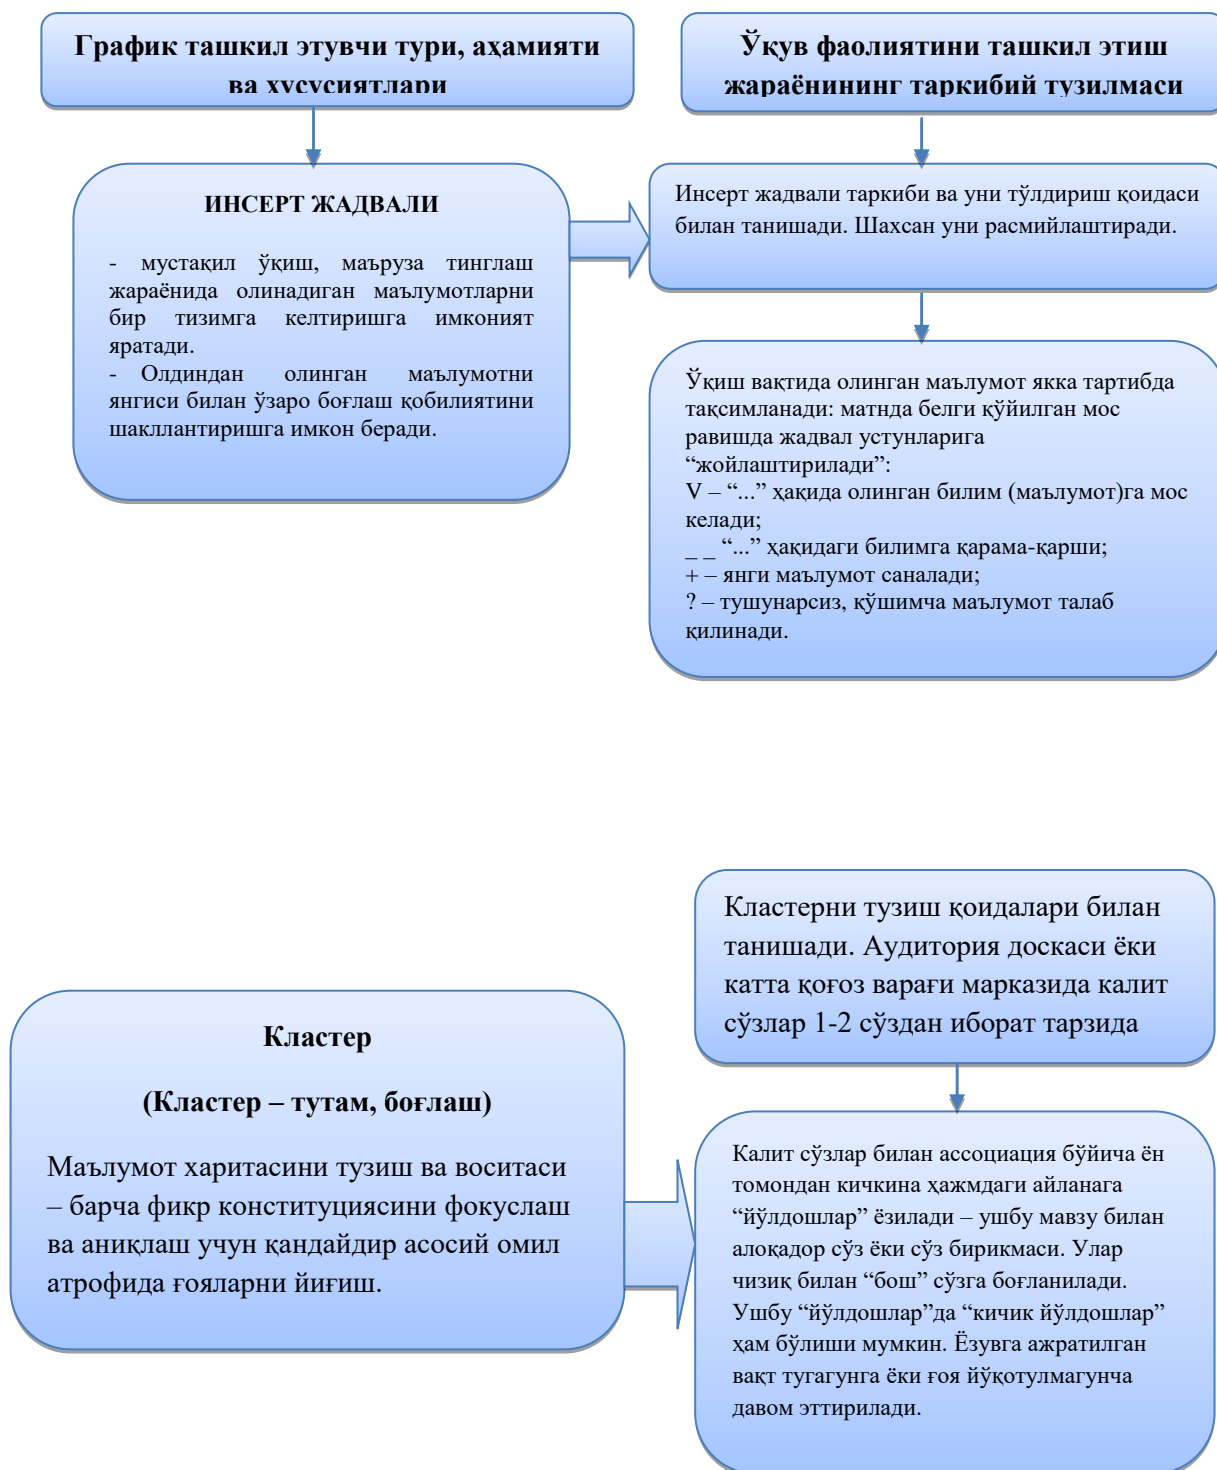 График ташкил этувчи тури, аҳамияти
ва хусусиятлари
Ўқув фаолиятини ташкил этиш
жараёнининг таркибий тузилмаси
ИНСЕРТ ЖАДВАЛИ
- мустақил ўқиш, маъруза тинглаш
жараёнида олинадиган маълумотларни
бир тизимга келтиришга имконият
яратади.
- Олдиндан олинган маълумотни
янгиси билан ўзаро боғлаш қобилиятини
шакллантиришга имкон беради.
Инсерт жадвали таркиби ва уни тўлдириш қоидаси
билан танишади. Шахсан уни расмийлаштиради.
Ўқиш вақтида олинган маълумот якка тартибда
тақсимланади: матнда белги қўйилган мос
равишда жадвал устунларига
“жойлаштирилади”:
V – “...” ҳақида олинган билим (маълумот)га мос
келади;
_ _ “...” ҳақидаги билимга қарама-қарши;
+ – янги маълумот саналади;
? – тушунарсиз, қўшимча маълумот талаб
қилинади.
Кластерни тузиш қоидалари билан
танишади. Аудитория доскаси ёки
катта қоғоз варағи марказида калит
сўзлар 1-2 сўздан иборат тарзида
Кластер
(Кластер – тутам, боғлаш)
Маълумот харитасини тузиш ва воситаси
– барча фикр конституциясини фокуслаш
ва аниқлаш учун қандайдир асосий омил
атрофида ғояларни йиғиш.
Калит сўзлар билан ассоциация бўйича ён
томондан кичкина ҳажмдаги айланага
“йўлдошлар” ёзилади – ушбу мавзу билан
алоқадор сўз ёки сўз бирикмаси. Улар
чизиқ билан “бош” сўзга боғланилади.
Ушбу “йўлдошлар”да “кичик йўлдошлар”
ҳам бўлиши мумкин. Ёзувга ажратилган
вақт тугагунга ёки ғоя йўқотулмагунча
давом эттирилади.